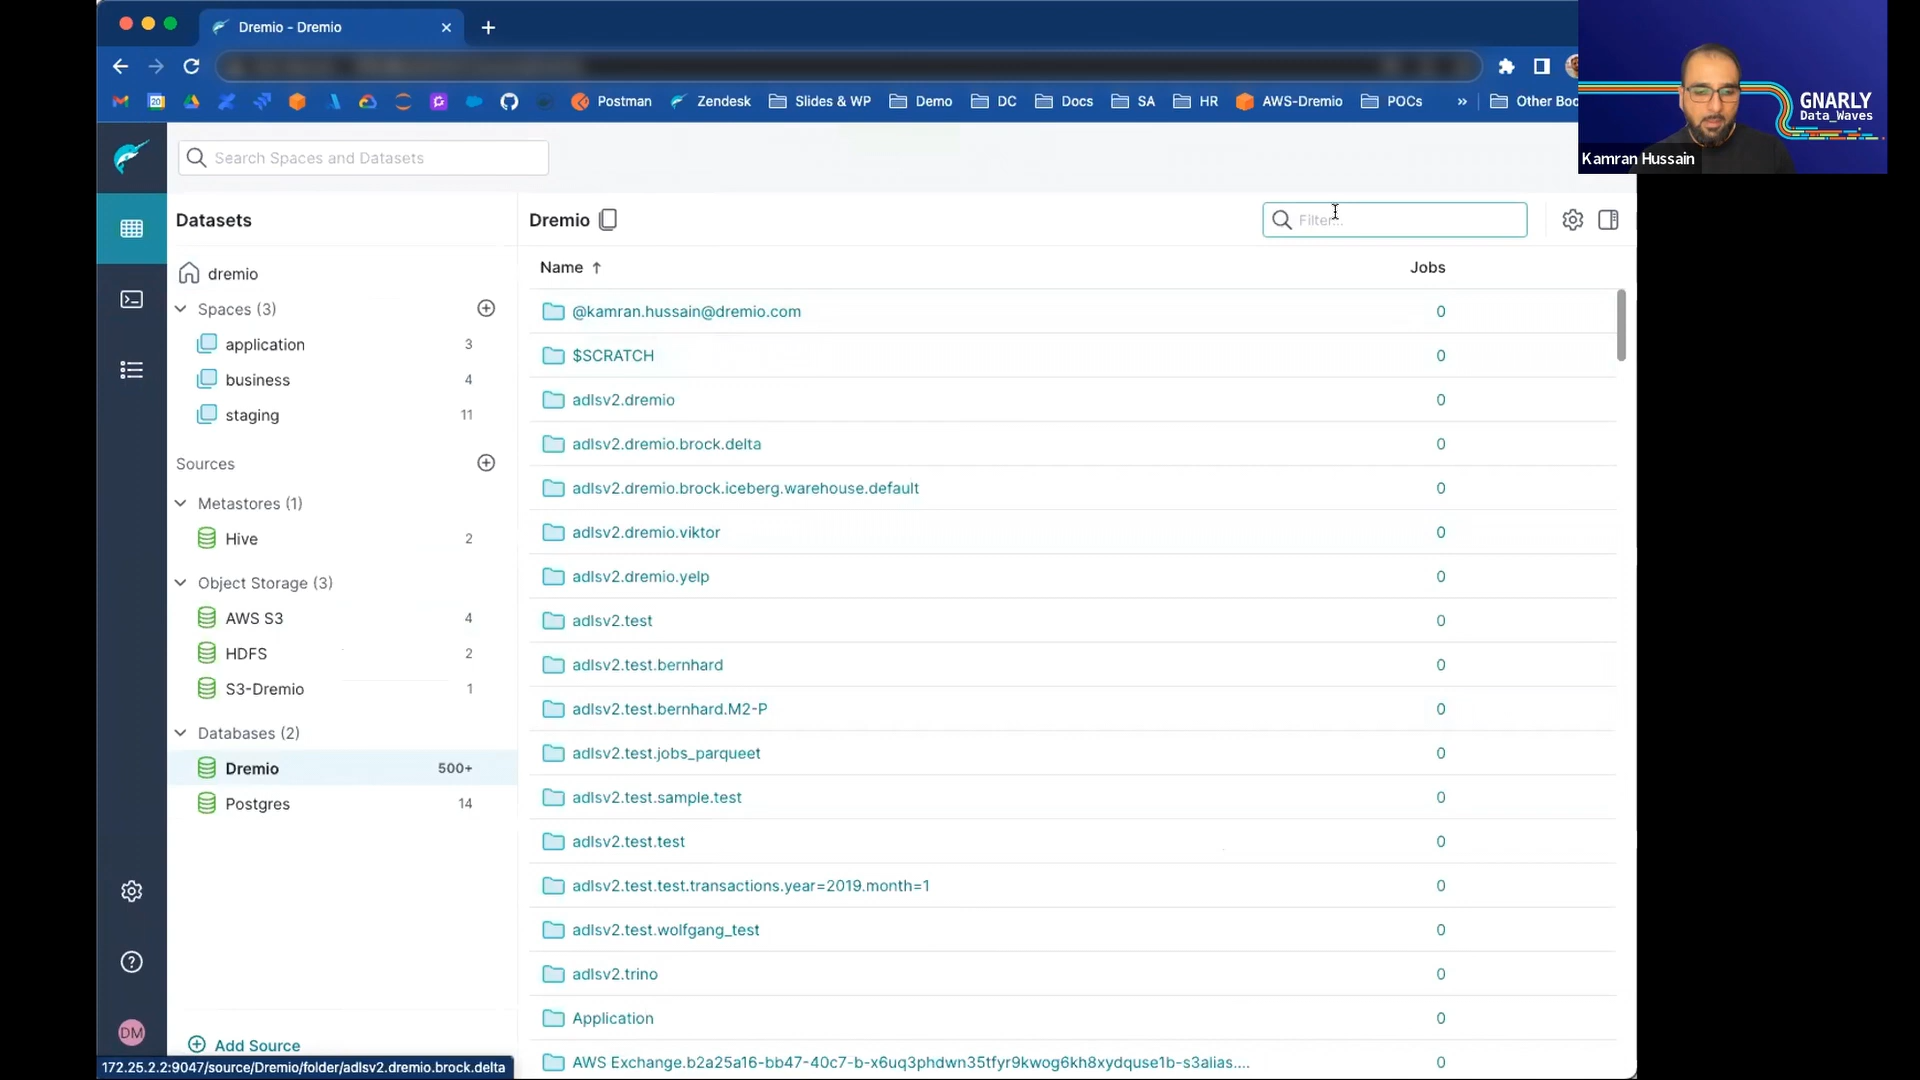 Dremio - Dremio
Postman
Zendesk
Slides & WP
Demo
DC
Docs
SA
HR
AWS-Dremio
POCs
»
Other Boo
GNARLY
Data_Waves
Kamran Hussain
Search Spaces and Datasets
Datasets
dremio
Spaces (3)
application 3
business 4
staging 11
Sources
Metastores (1)
Hive 2
Object Storage (3)
AWS S3 4
HDFS 2
S3-Dremio 1
Databases (2)
Dremio 500+
Postgres 14
DM
Add Source
172.25.2.2:9047/source/Dremio/folder/adlsv2.dremio.brock.delta
Dremio
Filter...
Name Jobs
@kamran.hussain@dremio.com 0
$SCRATCH 0
adlsv2.dremio 0
adlsv2.dremio.brock.delta 0
adlsv2.dremio.brock.iceberg.warehouse.default 0
adlsv2.dremio.viktor 0
adlsv2.dremio.yelp 0
adlsv2.test 0
adlsv2.test.bernhard 0
adlsv2.test.bernhard.M2-P 0
adlsv2.test.jobs_parqueet 0
adlsv2.test.sample.test 0
adlsv2.test.test 0
adlsv2.test.test.transactions.year=2019.month=1 0
adlsv2.test.wolfgang_test 0
adlsv2.trino 0
Application 0
AWS Exchange.b2a25a16-bb47-40c7-b-x6uq3phdwn35tfyr9kwog6kh8xydquse1b-s3alias.... 0